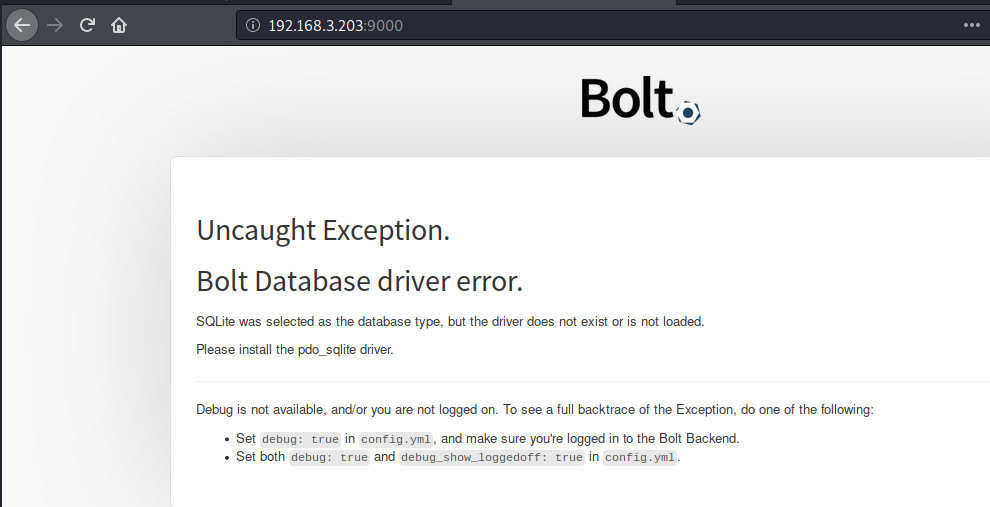 192.168.3.203:9000
Bolt
Uncaught Exception.
Bolt Database driver error.
SQLite was selected as the database type, but the driver does not exist or is not loaded.
Please install the pdo_sqlite driver.
Debug is not available, and/or you are not logged on. To see a full backtrace of the Exception, do one of the following:
Set debug: true in config.yml, and make sure you're logged in to the Bolt Backend.
Set both debug: true and debug_show_loggedoff: true in config.yml.